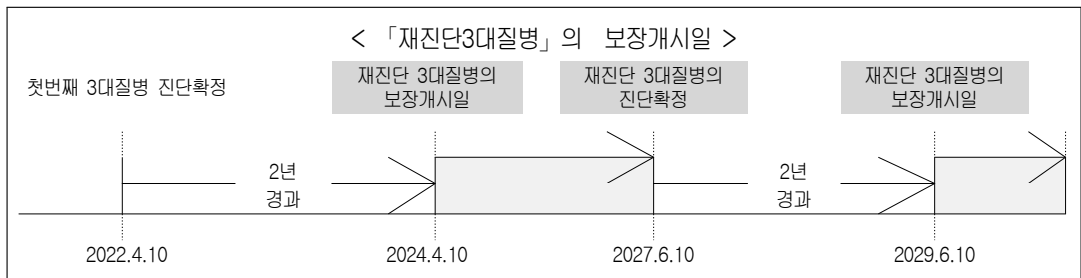 < 「재진단3대질병」의 보장개시일 >
첫번째 3대질병 진단확정
재진단 3대질병의
보장개시일
재진단 3대질병의
진단확정
재진단 3대질병의
보장개시일
2년
경과
2년
경과
2022.4.10
2024.4.10
2027.6.10
2029.6.10